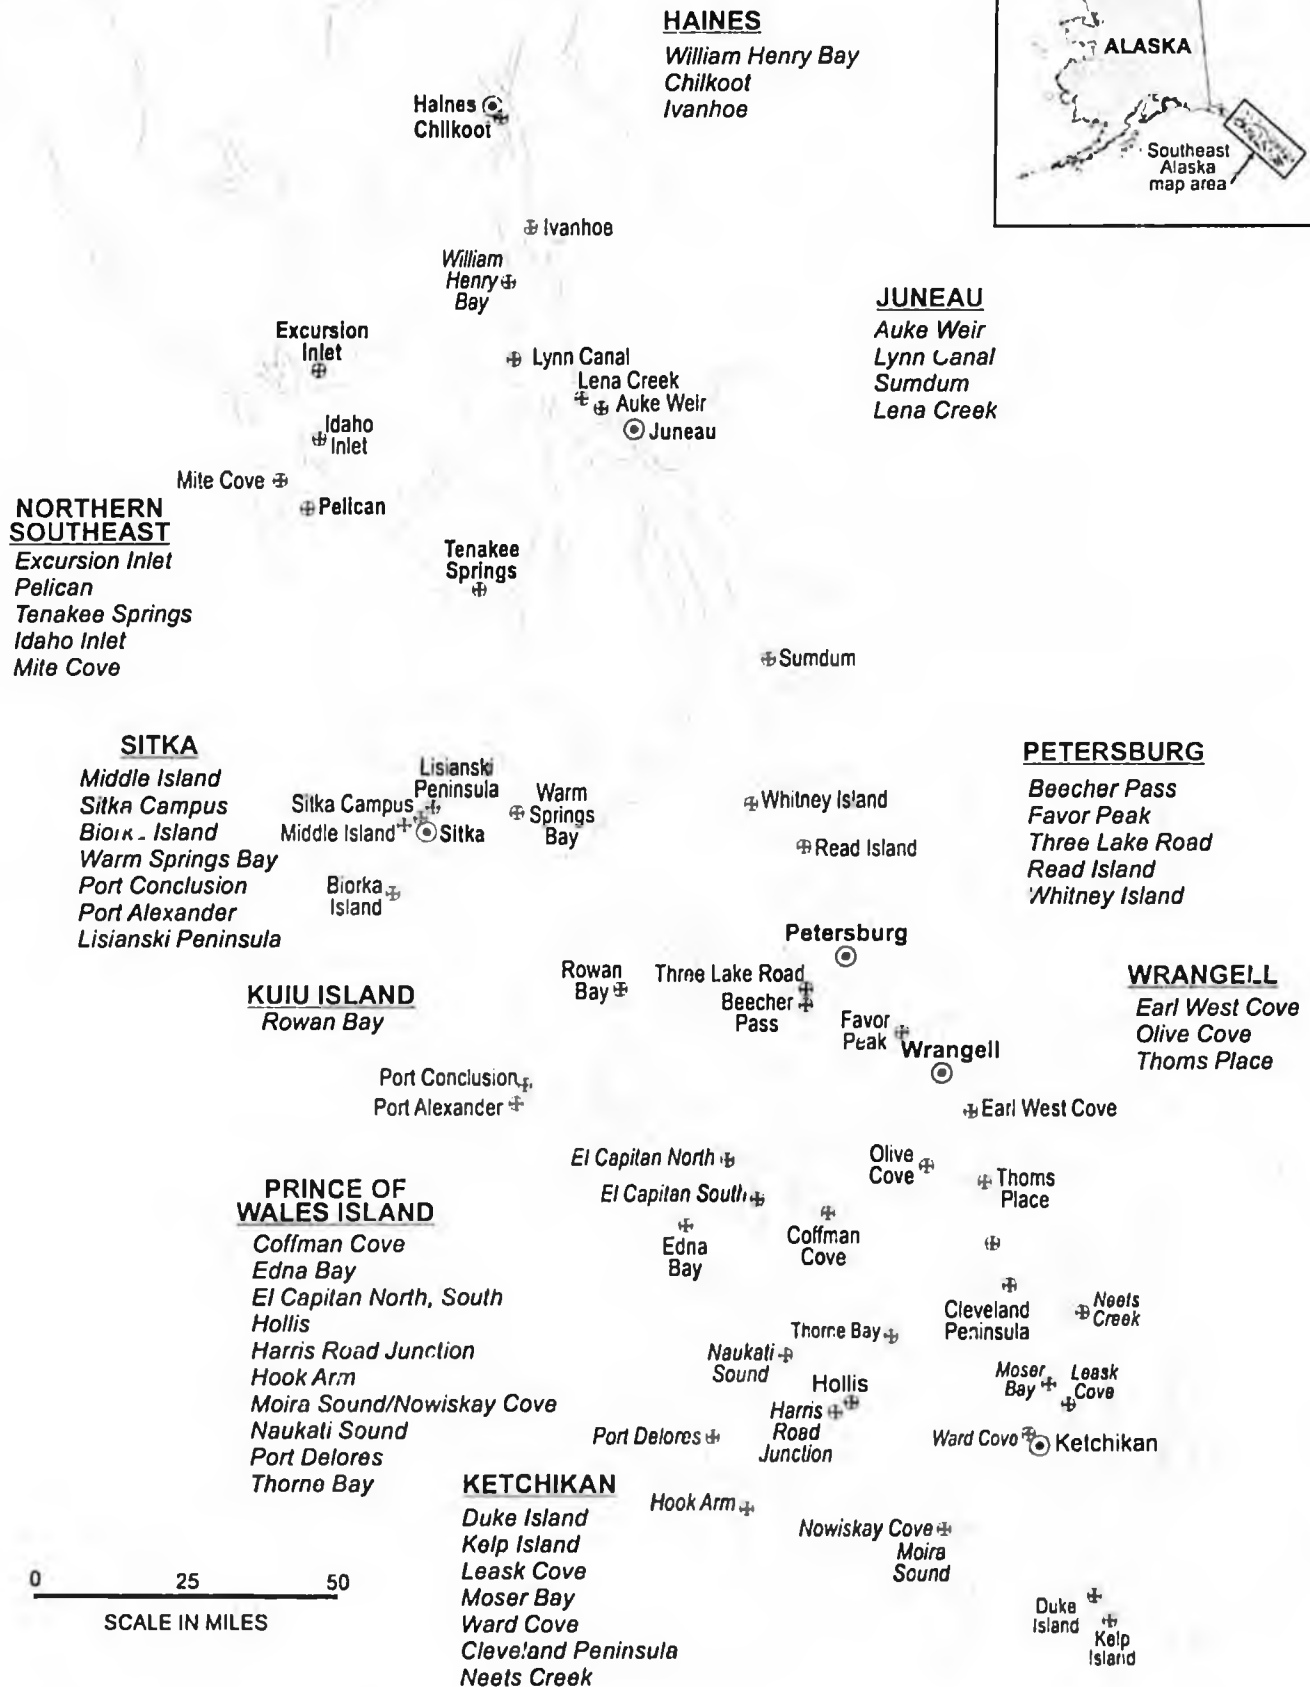 HAINES
William Henry Bay
Chilkoot
Ivanhoe
ALASKA
Southeast
Alaska
map area
Haines
Chilkoot
Ivanhoe
William
Henry
Bay
JUNEAU
Auke Weir
Lynn Canal
Sumdum
Lena Creek
Excursion
Inlet
Lynn Canal
Lena Creek
Auke Weir
Juneau
Idaho
Inlet
Mite Cove
Pelican
NORTHERN
SOUTHEAST
Excursion Inlet
Pelican
Tenakee Springs
Idaho Inlet
Mite Cove
Tenakee
Springs
Sumdum
SITKA
Middle Island
Sitka Campus
Island
Warm Springs Bay
Port Conclusion
Port Alexander
Lisianski Peninsula
Lisianski
Peninsula
Sitka Campus
Middle Island
Sitka
Warm
Springs
Bay
Biorka
Island
Whitney Island
Read Island
PETERSBURG
Beecher Pass
Favor Peak
Three Lake Road
Read Island
Whitney Island
Petersburg
Rowan
Bay
Three Lake Road
Beecher
Pass
Favor
Peak
Wrangell
WRANGELL
Earl West Cove
Olive Cove
Thoms Place
KUIU ISLAND
Rowan Bay
Port Conclusion
Port Alexander
Earl West Cove
El Capitan North
El Capitan South
Olive
Cove
Thoms
Place
Edna
Bay
Coffman
Cove
PRINCE OF
WALES ISLAND
Coffman Cove
Edna Bay
El Capitan North, South
Hollis
Harris Road Junction
Hook Arm
Moira Sound/Nowiskay Cove
Naukati Sound
Port Delores
Thorne Bay
Cleveland
Peninsula
Neets
Creek
Thorne Bay
Naukati
Sound
Hollis
Harris
Road
Junction
Moser
Bay
Leask
Cove
Port Delores
Ward Cove
Ketchikan
KETCHIKAN
Duke Island
Kelp Island
Leask Cove
Moser Bay
Ward Cove
Cleveland Peninsula
Neets Creek
Hook Arm
Nowiskay Cove
Moira
Sound
Duke
Island
Kelp
Island
0 25 50
SCALE IN MILES